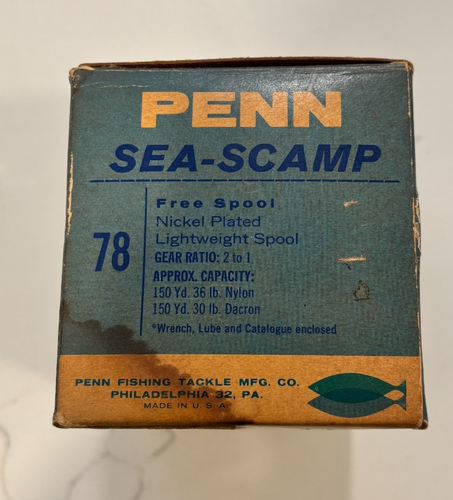 PENN
SEA-SCAMP
78
Free Spool
Nickel Plated
Lightweight Spool
GEAR RATIO: 2 to 1
APPROX. CAPACITY:
150 Yd. 36 lb. Nylon
150 Yd. 30 lb. Dacron
*Wrench, Lube and Catalogue enclosed
PENN FISHING TACKLE MFG. CO.
PHILADELPHIA 32, PA.
MADE IN U.S.A.